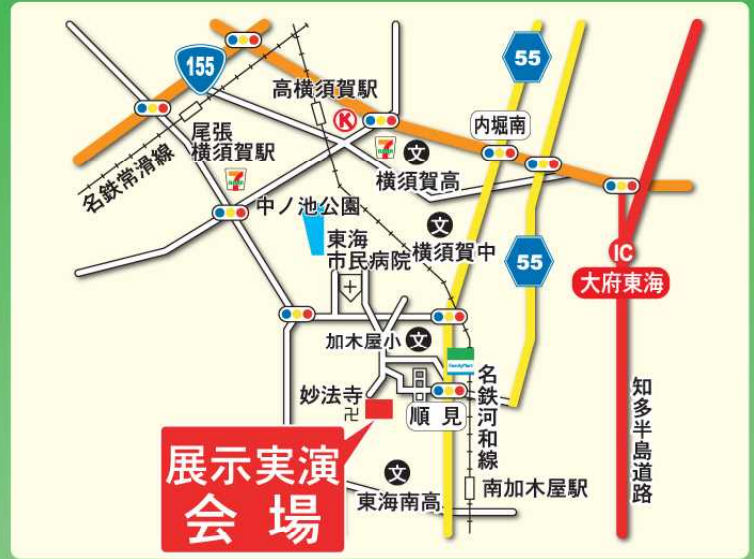 155
55
高横須賀駅
K
内堀南
尾張
横須賀駅
名鉄常滑線
7
7
文
横須賀高
中ノ池公園
文
横須賀中
55
IC
大府東海
東海
市民病院
加木屋小
文
FamilyMart
妙法寺
卍
順見
名鉄河和線
知多半島道路
展示実演
会場
文
東海南高
南加木屋駅